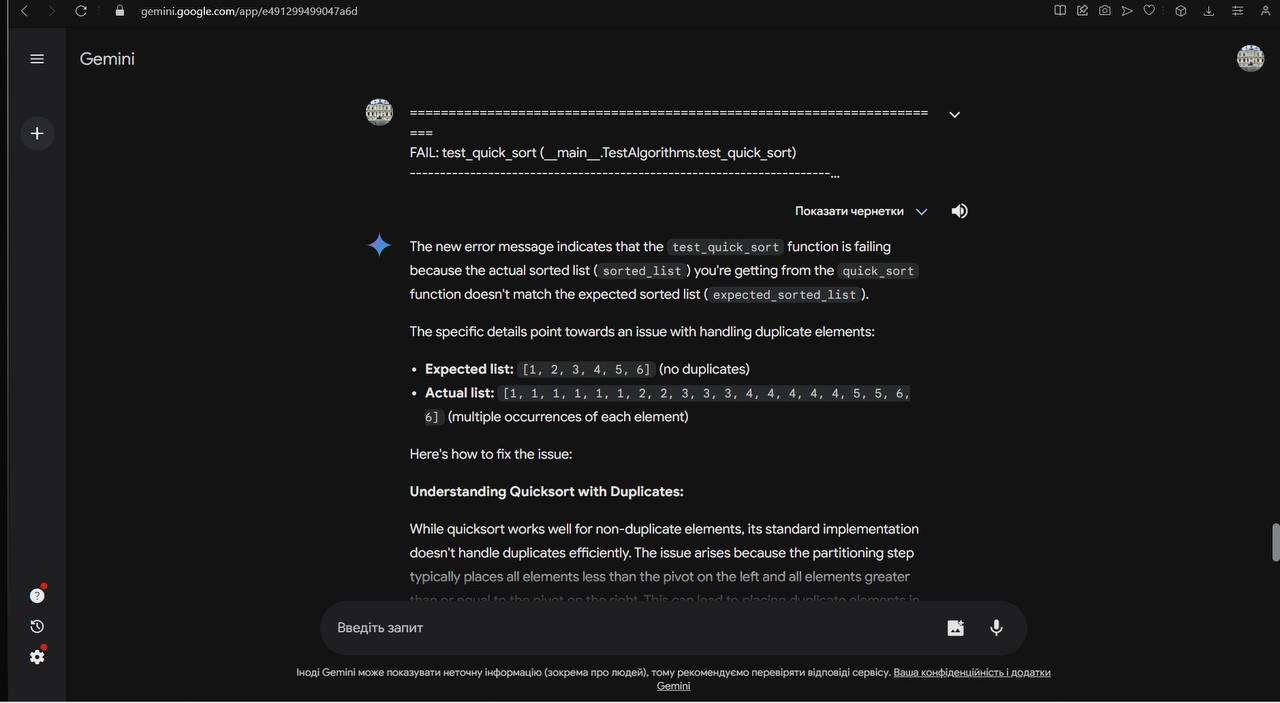 gemini.google.com/app/e491299499047a6d
Gemini
===================================================================
===
FAIL: test_quick_sort (__main__.TestAlgorithms.test_quick_sort)
----------------------------------------------------------------------...
Показати чернетки
The new error message indicates that the test_quick_sort function is failing
because the actual sorted list ( sorted_list ) you're getting from the quick_sort
function doesn't match the expected sorted list ( expected_sorted_list ).
The specific details point towards an issue with handling duplicate elements:
• Expected list: [1, 2, 3, 4, 5, 6] (no duplicates)
• Actual list: [1, 1, 1, 1, 1, 1, 2, 2, 3, 3, 3, 4, 4, 4, 4, 4, 5, 5, 6,
6] (multiple occurrences of each element)
Here's how to fix the issue:
Understanding Quicksort with Duplicates:
While quicksort works well for non-duplicate elements, its standard implementation
doesn't handle duplicates efficiently. The issue arises because the partitioning step
typically places all elements less than the pivot on the left and all elements greater
than or equal to the pivot on the right. This can lead to placing duplicate elements in
Введіть запит
Іноді Gemini може показувати неточну інформацію (зокрема про людей), тому рекомендуємо перевіряти відповіді сервісу. Ваша конфіденційність і додатки
Gemini